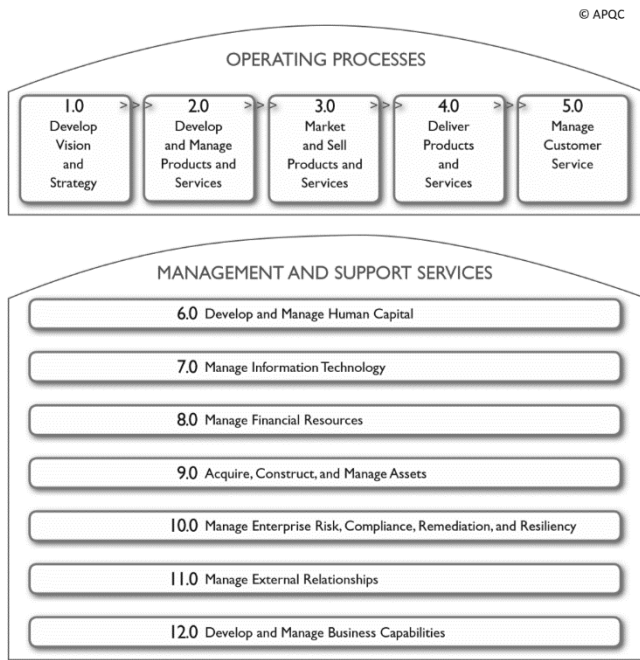 © APQC
OPERATING PROCESSES
1.0 >>> 2.0 >>> 3.0 >>> 4.0 >>> 5.0
Develop
Vision
and
Strategy
Develop
and Manage
Products and
Services
Market
and Sell
Products and
Services
Deliver
Products
and
Services
Manage
Customer
Service
MANAGEMENT AND SUPPORT SERVICES
6.0 Develop and Manage Human Capital
7.0 Manage Information Technology
8.0 Manage Financial Resources
9.0 Acquire, Construct, and Manage Assets
10.0 Manage Enterprise Risk, Compliance, Remediation, and Resiliency
11.0 Manage External Relationships
12.0 Develop and Manage Business Capabilities